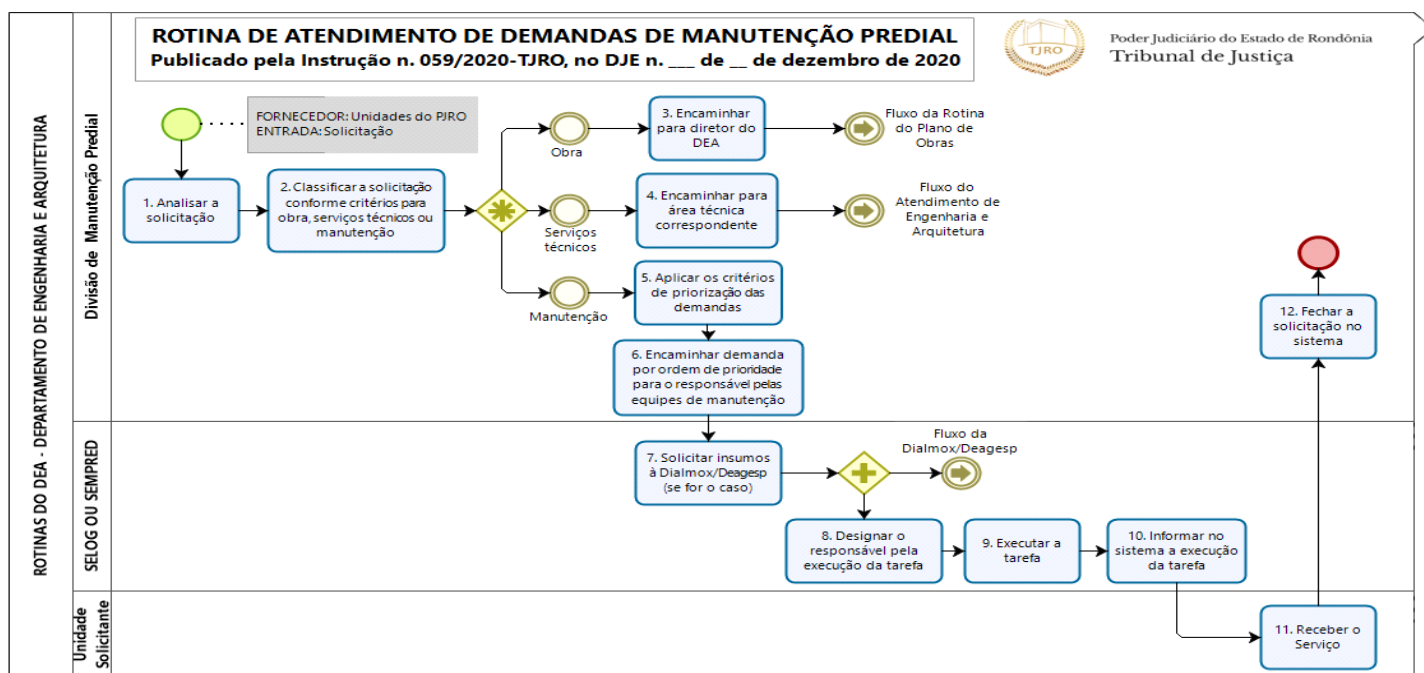 ROTINA DE ATENDIMENTO DE DEMANDAS DE MANUTENÇÃO PREDIAL
Publicado pela Instrução n. 059/2020-TJRO, no DJE n. ___ de __ de dezembro de 2020
TJRO
Poder Judiciário do Estado de Rondônia
Tribunal de Justiça
ROTINAS DO DEA - DEPARTAMENTO DE ENGENHARIA E ARQUITETURA
Divisão de Manutenção Predial
FORNECEDOR: Unidades do PJRO
ENTRADA: Solicitação
1. Analisar a
solicitação
2. Classificar a solicitação
conforme critérios para
obra, serviços técnicos ou
manutenção
Obra
3. Encaminhar
para diretor do
DEA
Fluxo da Rotina
do Plano de
Obras
Serviços
técnicos
4. Encaminhar para
área técnica
correspondente
Fluxo do
Atendimento de
Engenharia e
Arquitetura
Manutenção
5. Aplicar os critérios
de priorização das
demandas
6. Encaminhar demanda
por ordem de prioridade
para o responsável pelas
equipes de manutenção
12. Fechar a
solicitação no
sistema
SELOG OU SEMPRED
7. Solicitar insumos
à Dialmox/Deagesp
(se for o caso)
Fluxo da
Dialmox/Deagesp
8. Designar o
responsável pela
execução da tarefa
9. Executar a
tarefa
10. Informar no
sistema a execução
da tarefa
Unidade
Solicitante
11. Receber o
Serviço